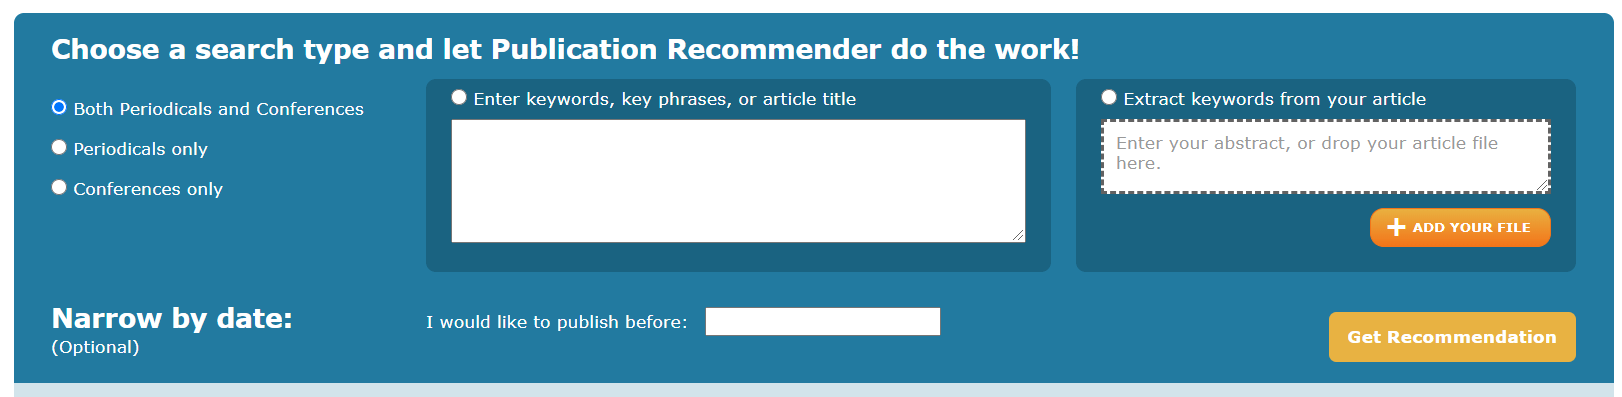 Choose a search type and let Publication Recommender do the work!
Both Periodicals and Conferences
Periodicals only
Conferences only
Enter keywords, key phrases, or article title
Extract keywords from your article
Enter your abstract, or drop your article file
here.
+ ADD YOUR FILE
Narrow by date:
(Optional)
I would like to publish before:
Get Recommendation